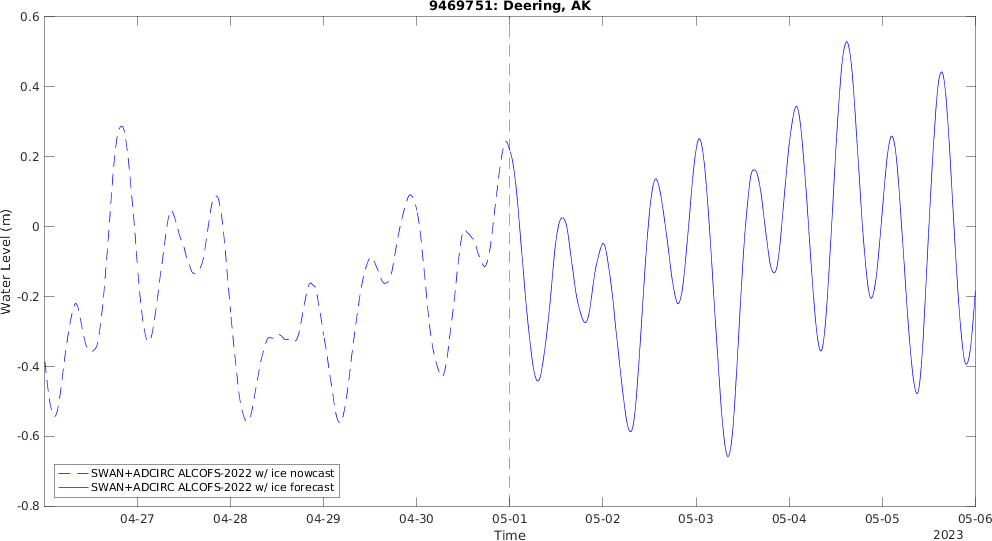 9469751: Deering, AK
0.6
0.4
0.2
0
-0.2
-0.4
-0.6
-0.8
Water Level (m)
SWAN+ADCIRC ALCOFS-2022 w/ ice nowcast
SWAN+ADCIRC ALCOFS-2022 w/ ice forecast
04-27 04-28 04-29 04-30 05-01 05-02 05-03 05-04 05-05 05-06
Time
2023